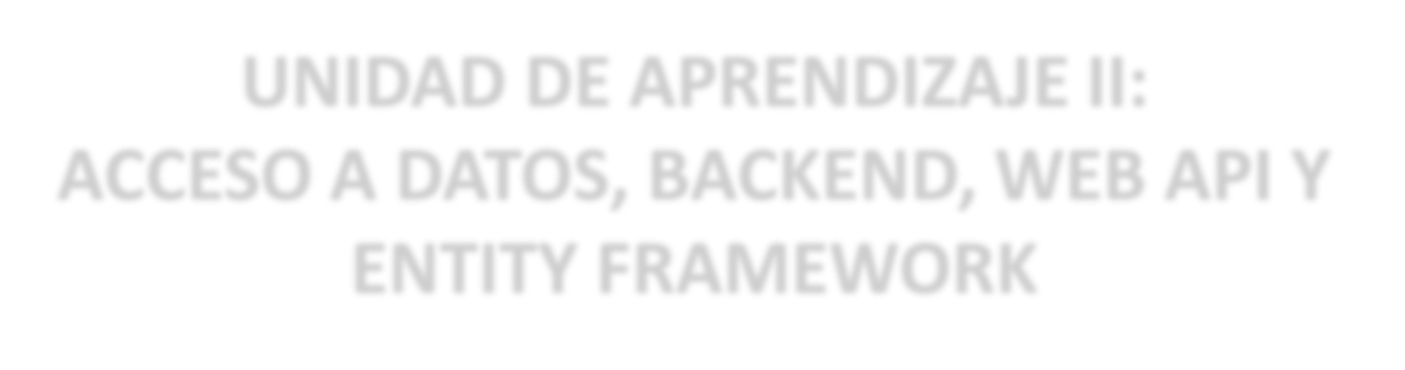 UNIDAD DE APRENDIZAJE II:
ACCESO A DATOS, BACKEND, WEB API Y
ENTITY FRAMEWORK